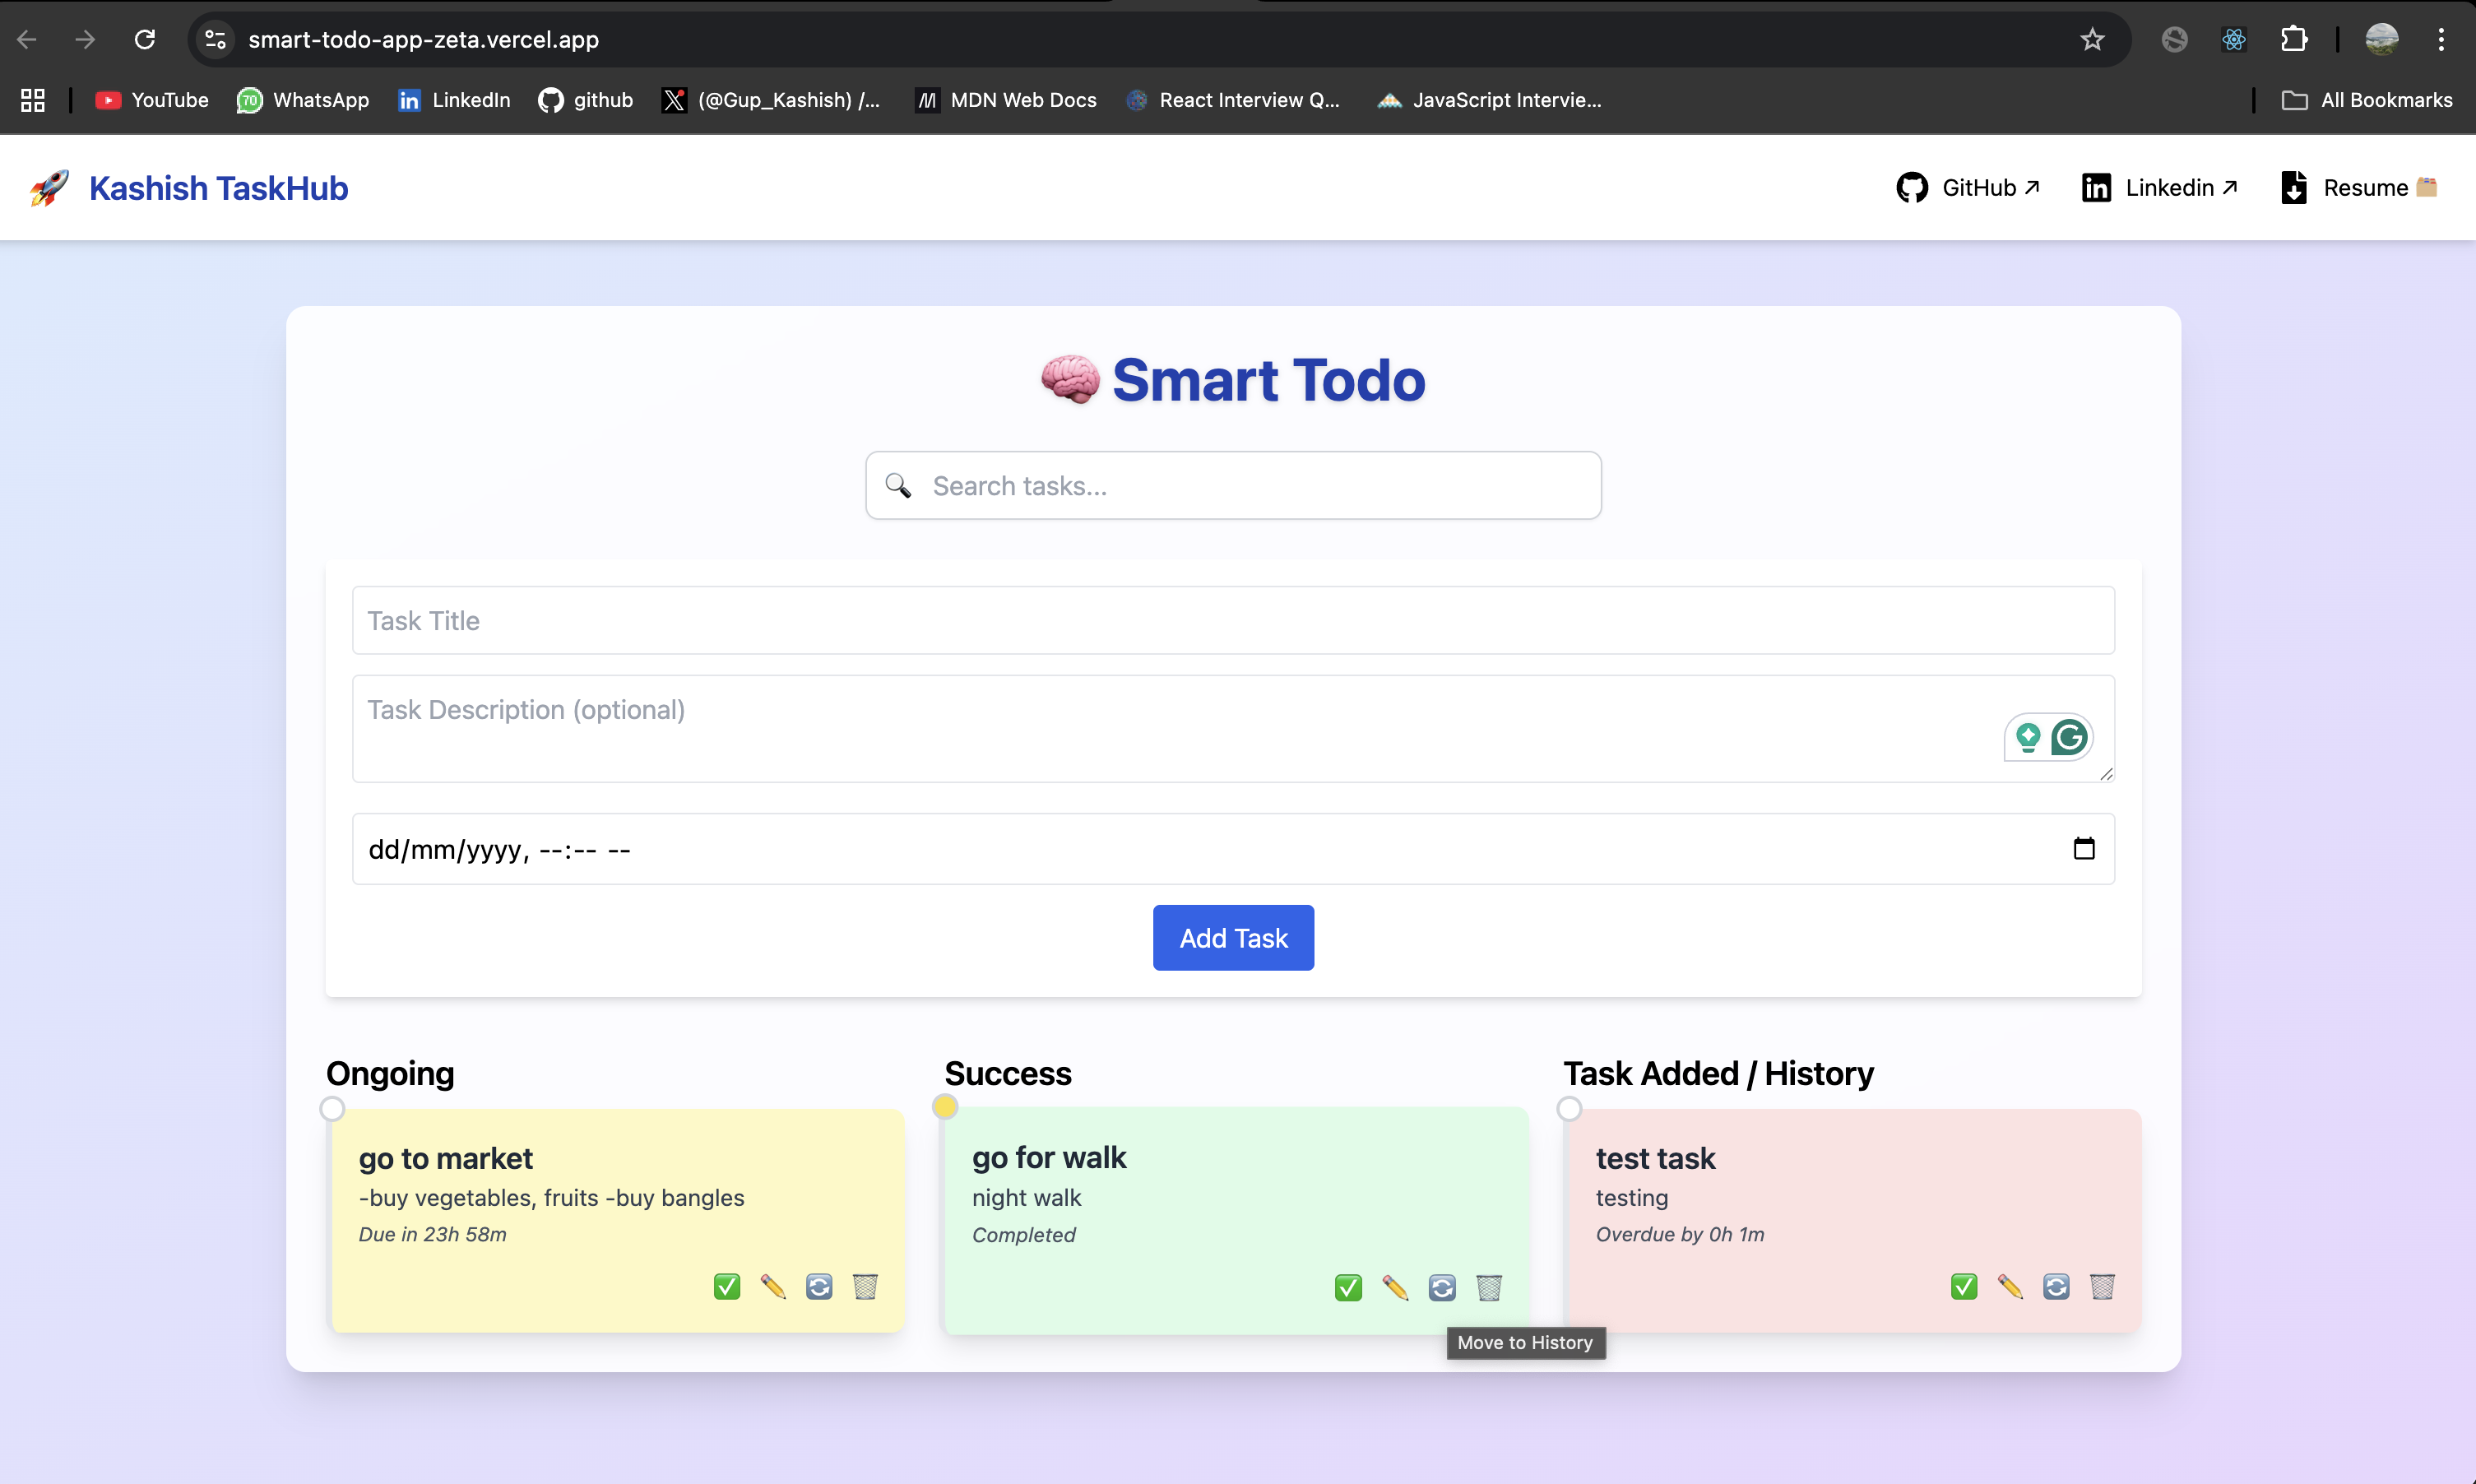 smart-todo-app-zeta.vercel.app
YouTube
70
WhatsApp
LinkedIn
github
(@Gup_Kashish) /...
MDN Web Docs
React Interview Q...
JavaScript Intervie...
All Bookmarks
🚀 Kashish TaskHub
GitHub ↗
Linkedin ↗
Resume 🗂️
🧠 Smart Todo
🔍 Search tasks...
Task Title
Task Description (optional)
dd/mm/yyyy, --:-- --
Add Task
Ongoing
go to market
-buy vegetables, fruits -buy bangles
Due in 23h 58m
Success
go for walk
night walk
Completed
Move to History
Task Added / History
test task
testing
Overdue by 0h 1m